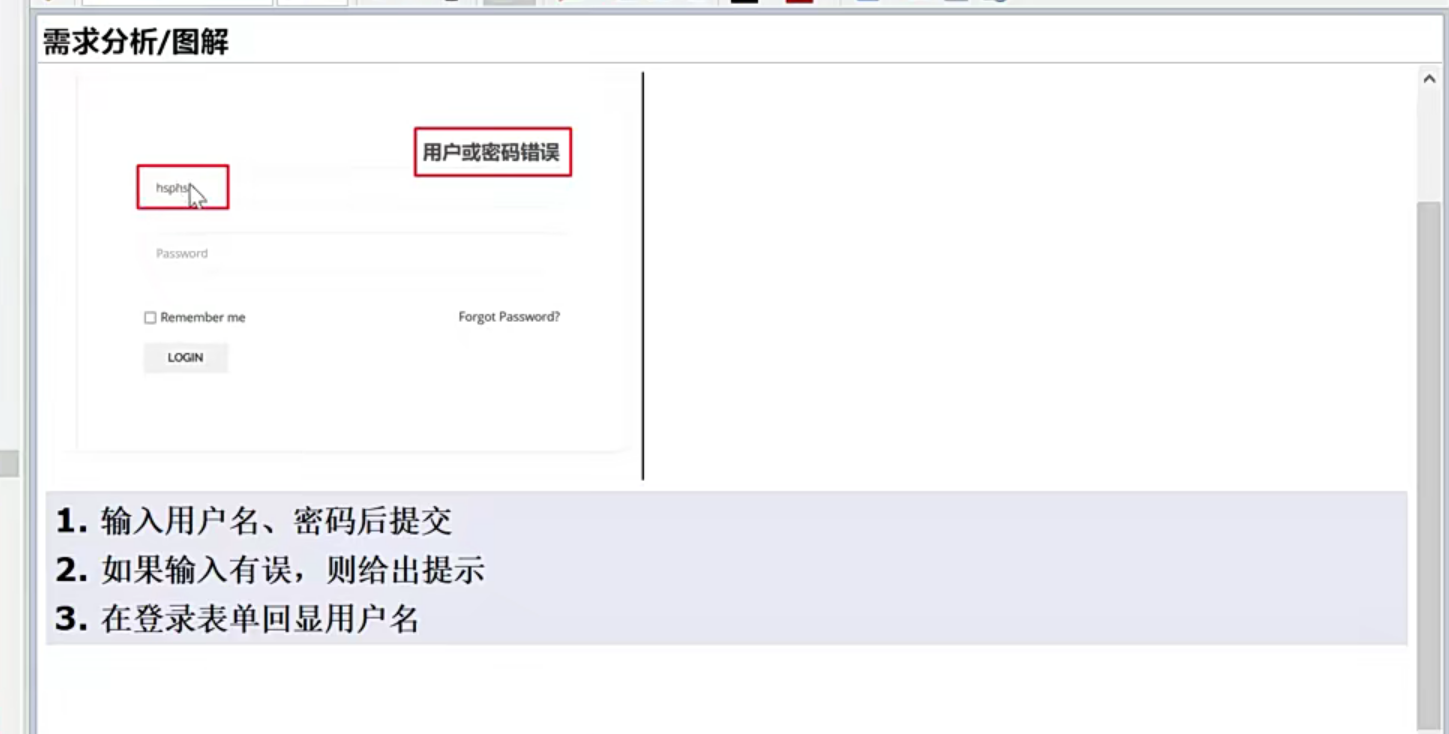 需求分析/图解
用户或密码错误
Password
Remember me
Forgot Password?
LOGIN
1. 输入用户名、密码后提交
2. 如果输入有误，则给出提示
3. 在登录表单回显用户名